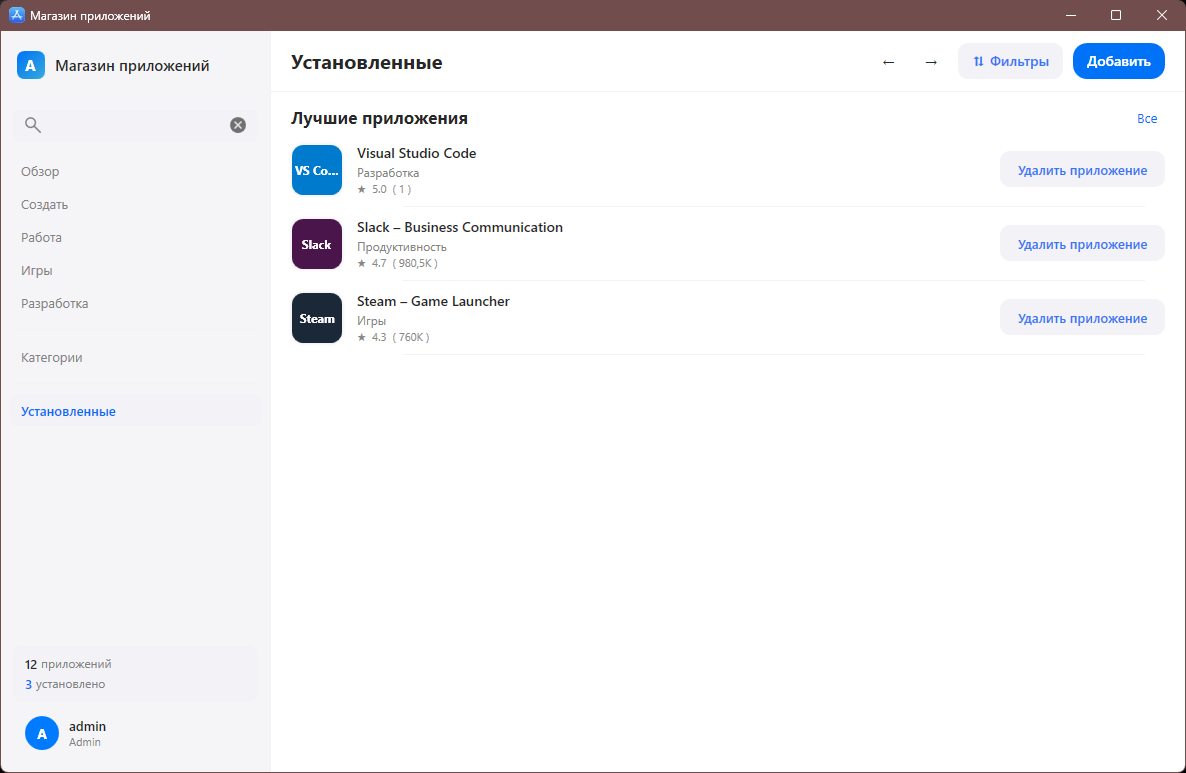 Магазин приложений
A Магазин приложений
Обзор
Создать
Работа
Игры
Разработка
Категории
Установленные
12 приложений
3 установлено
A
admin
Admin
Установленные
← → ⇅ Фильтры Добавить
Лучшие приложения Все
VS Co...
Visual Studio Code
Разработка
★ 5.0 ( 1 )
Удалить приложение
Slack
Slack – Business Communication
Продуктивность
★ 4.7 ( 980,5K )
Удалить приложение
Steam
Steam – Game Launcher
Игры
★ 4.3 ( 760K )
Удалить приложение